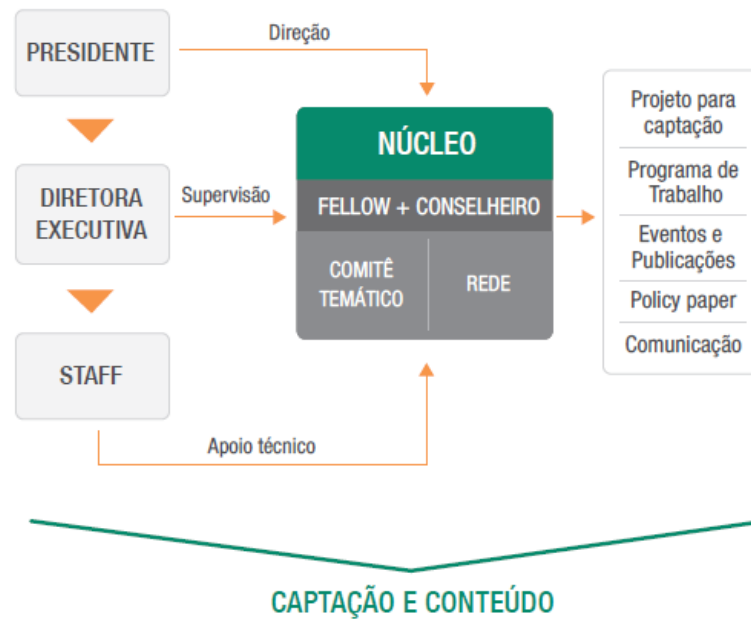 PRESIDENTE
Direção
DIRETORA
EXECUTIVA
Supervisão
STAFF
Apoio técnico
NÚCLEO
FELLOW + CONSELHEIRO
COMITÊ
TEMÁTICO
REDE
Projeto para
captação
Programa de
Trabalho
Eventos e
Publicações
Policy paper
Comunicação
CAPTAÇÃO E CONTEÚDO